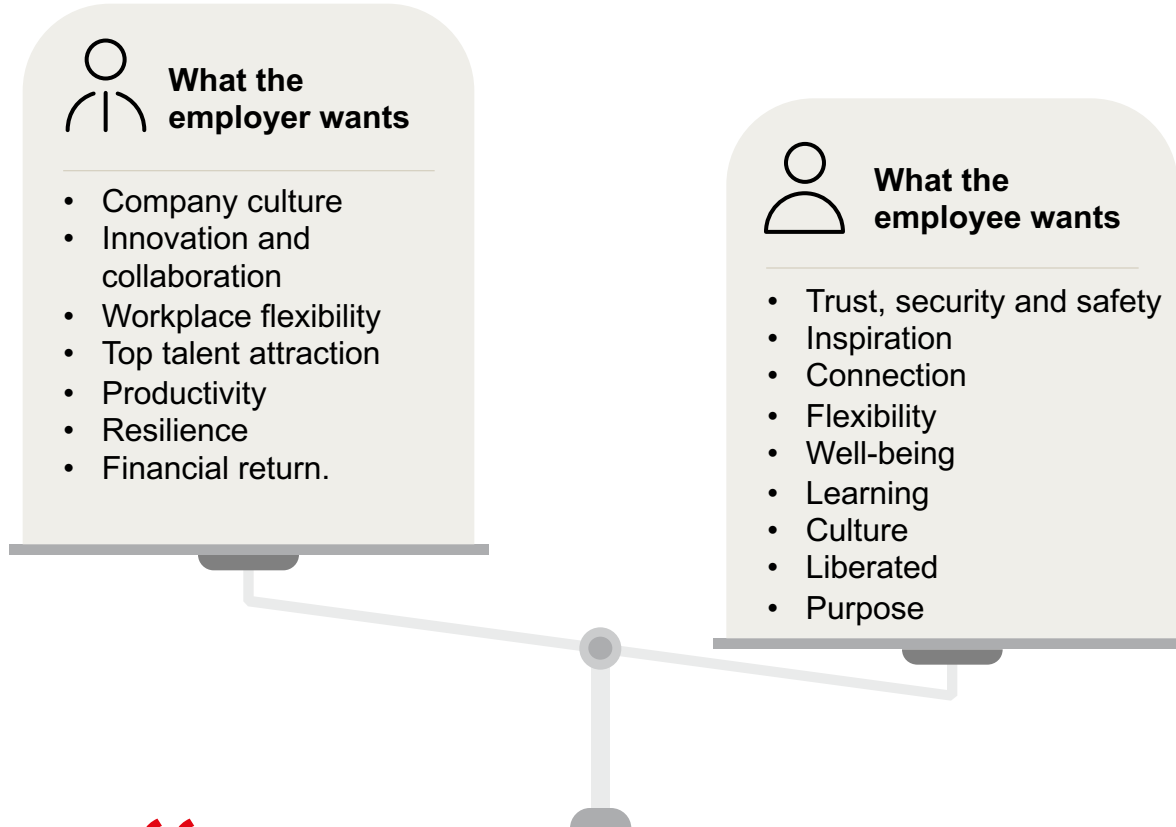 What the
employer wants
• Company culture
• Innovation and
collaboration
• Workplace flexibility
• Top talent attraction
• Productivity
• Resilience
• Financial return.
What the
employee wants
• Trust, security and safety
• Inspiration
• Connection
• Flexibility
• Well-being
• Learning
• Culture
• Liberated
• Purpose